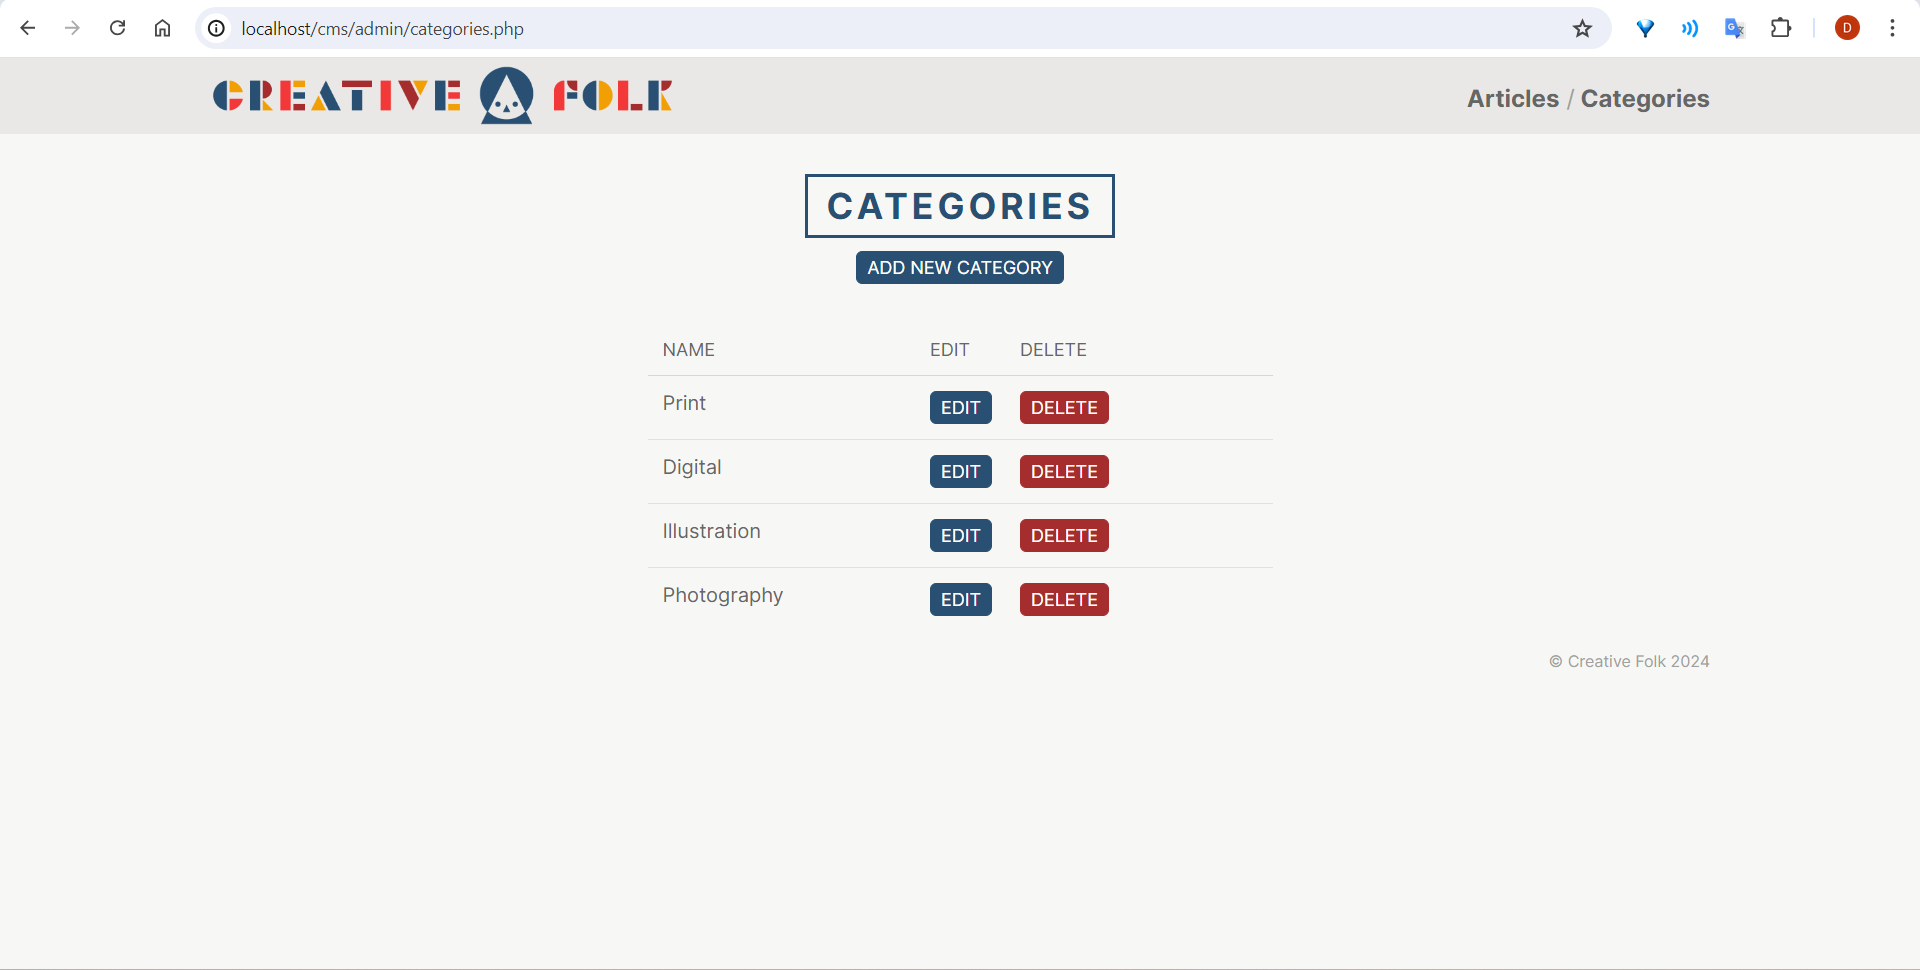 localhost/cms/admin/categories.php
D
CREATIVE FOLK
Articles / Categories
CATEGORIES
ADD NEW CATEGORY
NAME EDIT DELETE
Print EDIT DELETE
Digital EDIT DELETE
Illustration EDIT DELETE
Photography EDIT DELETE
© Creative Folk 2024